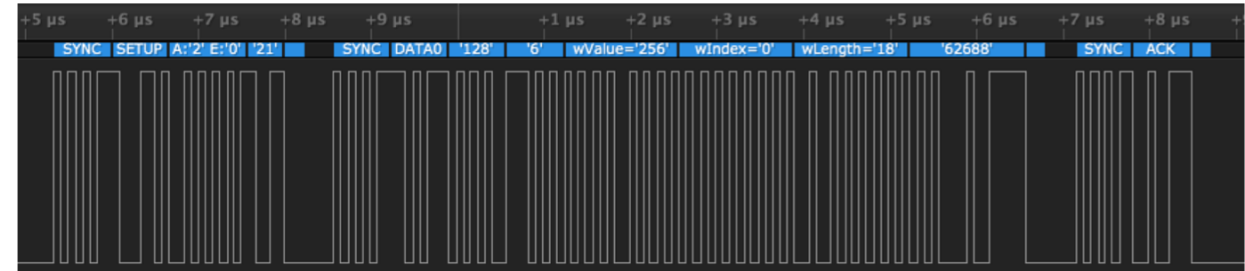 +5 µs +6 µs +7 µs +8 µs +9 µs +1 µs +2 µs +3 µs +4 µs +5 µs +6 µs +7 µs +8 µs
SYNC SETUP A:'2' E:'0' '21' SYNC DATA0 '128' '6' wValue='256' wIndex='0' wLength='18' '62688' SYNC ACK